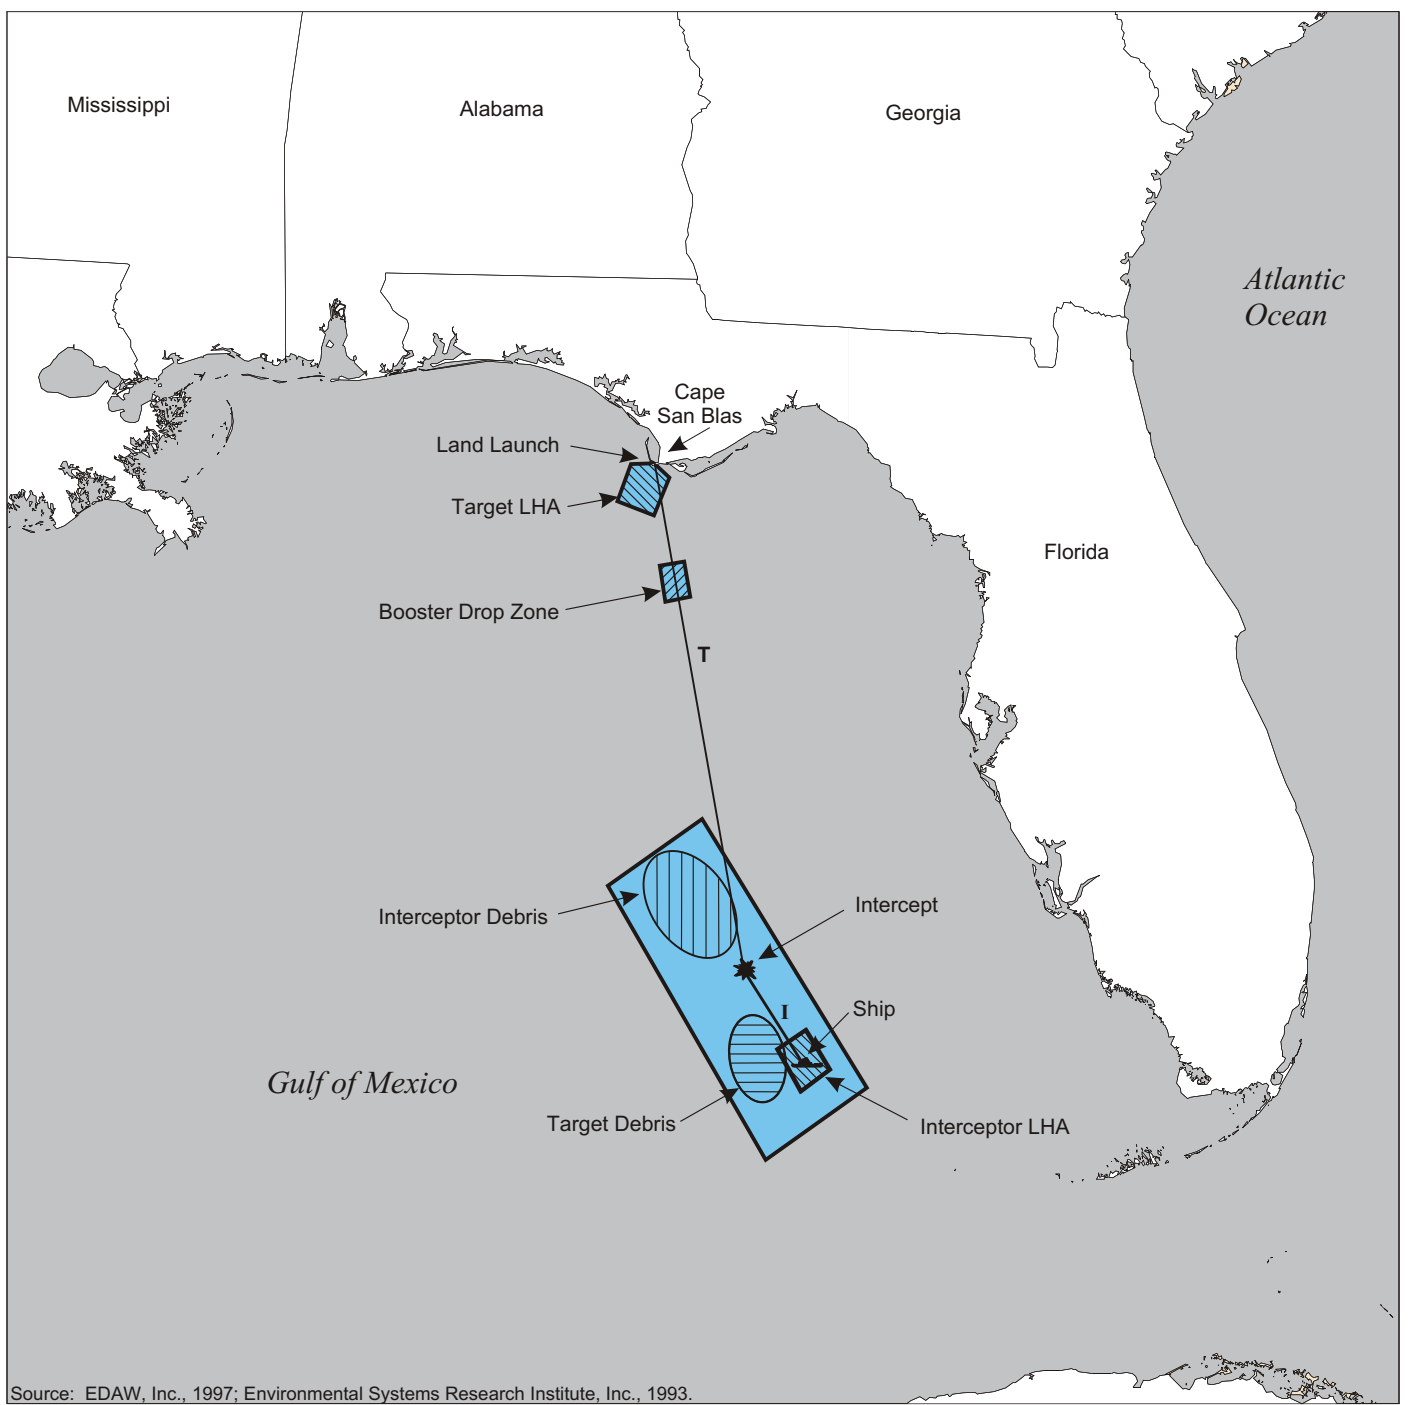 Mississippi
Alabama
Georgia
Atlantic
Ocean
Cape
San Blas
Land Launch
Target LHA
Florida
Booster Drop Zone
T
Intercept
Interceptor Debris
I
Ship
Gulf of Mexico
Target Debris
Interceptor LHA
Source: EDAW, Inc., 1997; Environmental Systems Research Institute, Inc., 1993.